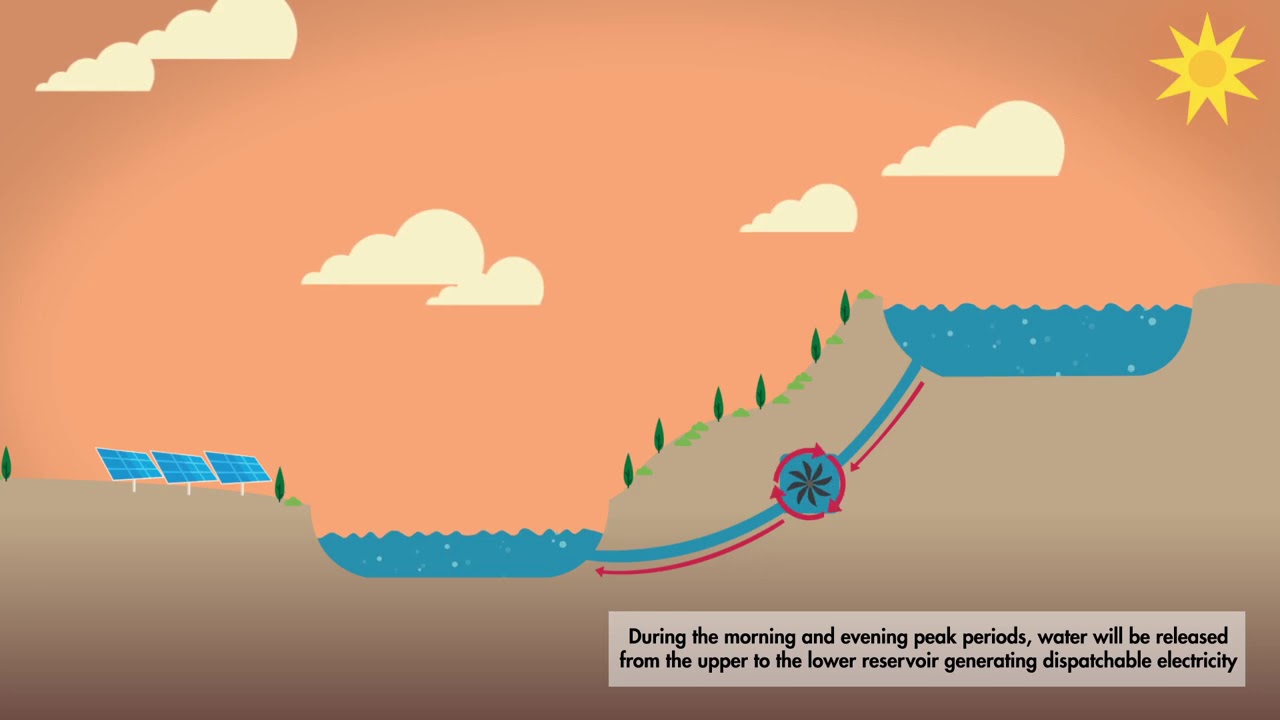 During the morning and evening peak periods, water will be released
from the upper to the lower reservoir generating dispatchable electricity